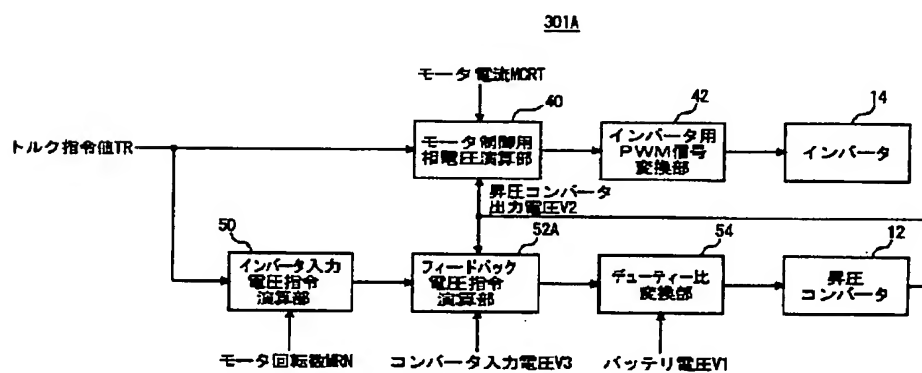 301A
モータ電流MCRT
40
42
14
トルク指令値TR
モータ制御用
相電圧演算部
インバータ用
PWM信号
変換部
インバータ
昇圧コンバータ
出力電圧V2
50
52A
54
12
インバータ入力
電圧指令
演算部
フィードバック
電圧指令
演算部
デューティー比
変換部
昇圧
コンバータ
モータ回転数MRN
コンバータ入力電圧V3
バッテリ電圧V1